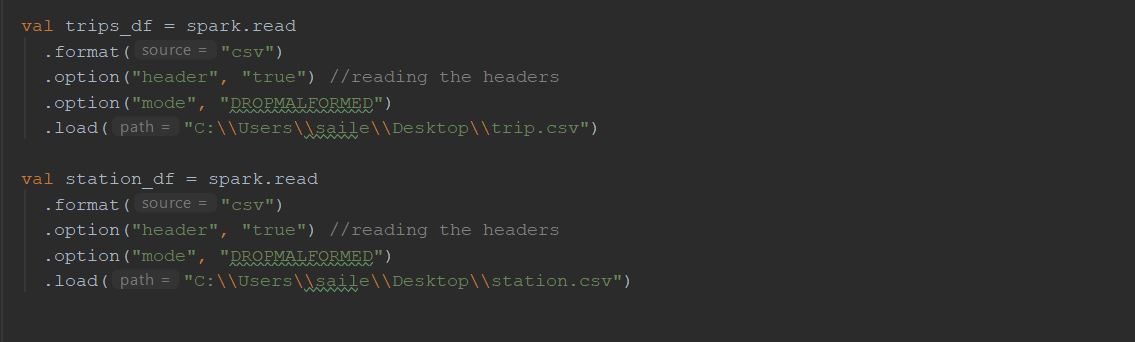 val trips_df = spark.read
.format( source = "csv")
.option("header", "true") //reading the headers
.option("mode", "DROPMALFORMED")
.load( path = "C:\\Users\\saile\\Desktop\\trip.csv")
val station_df = spark.read
.format( source = "csv")
.option("header", "true") //reading the headers
.option("mode", "DROPMALFORMED")
.load( path = "C:\\Users\\saile\\Desktop\\station.csv")